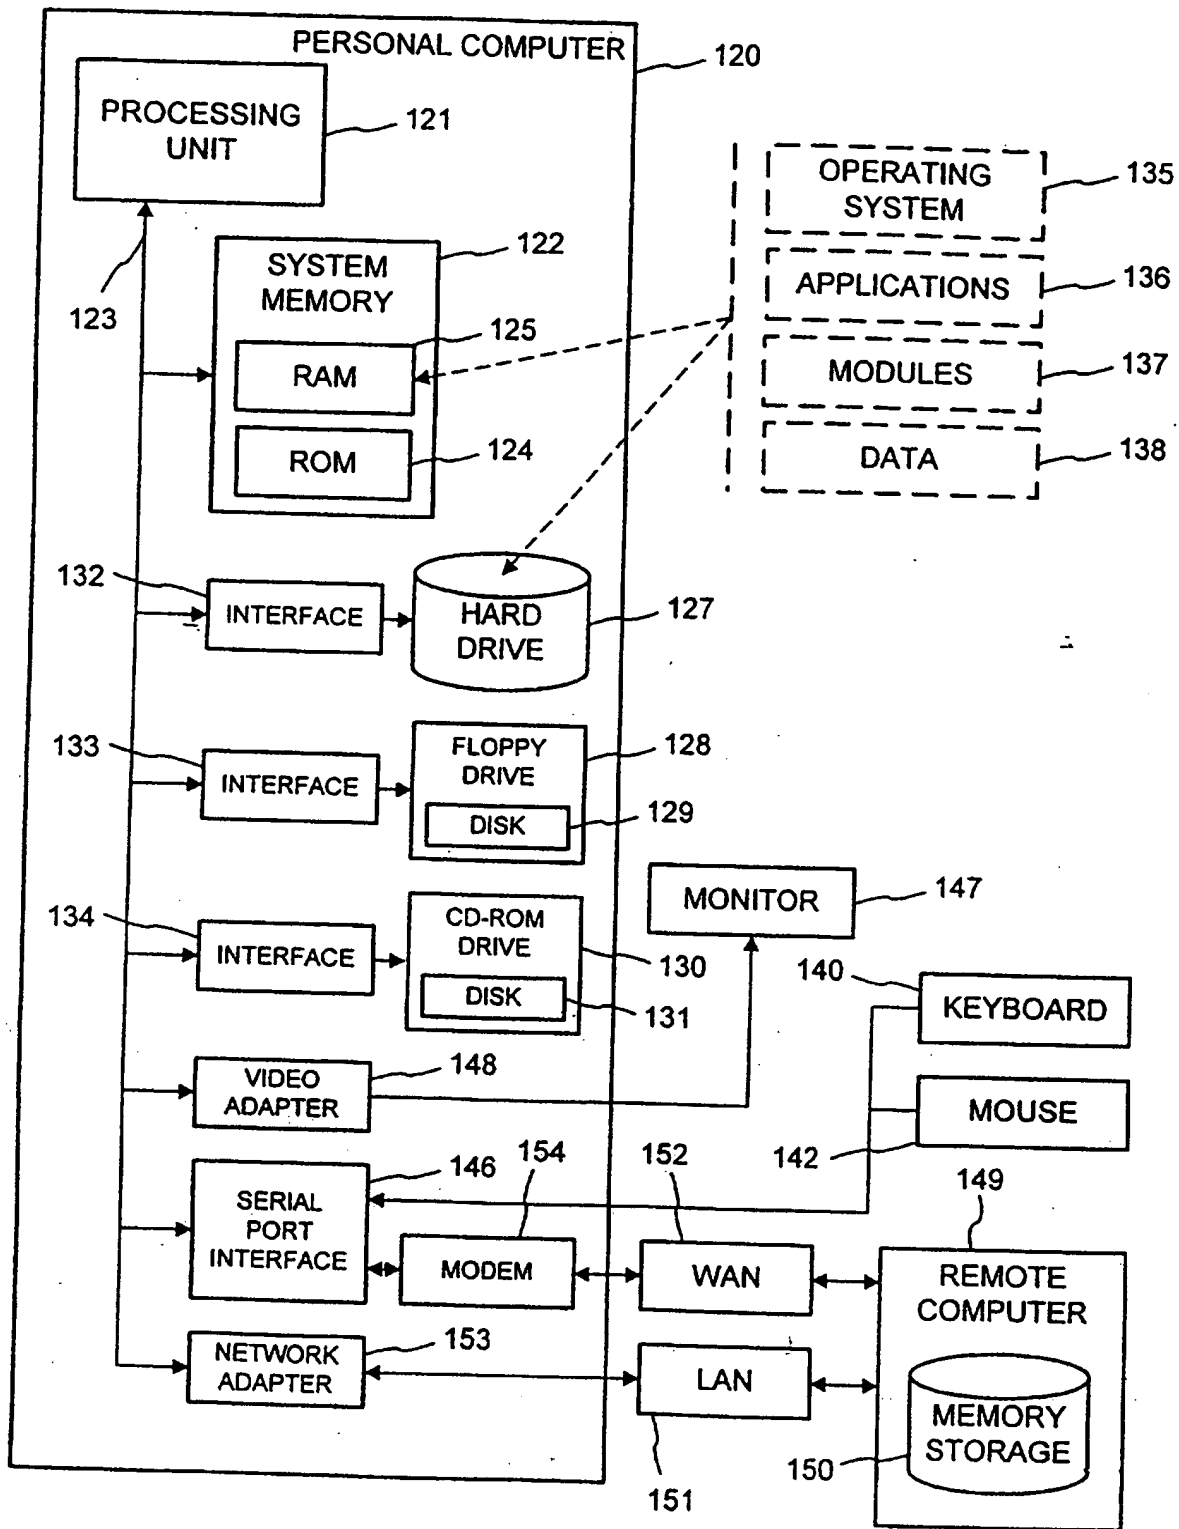 PERSONAL COMPUTER
120
PROCESSING
UNIT
121
123
SYSTEM
MEMORY
122
RAM
125
ROM
124
OPERATING
SYSTEM
135
APPLICATIONS
136
MODULES
137
DATA
138
132
INTERFACE
HARD
DRIVE
127
133
INTERFACE
FLOPPY
DRIVE
128
DISK
129
134
INTERFACE
CD-ROM
DRIVE
130
DISK
131
MONITOR
147
140
KEYBOARD
MOUSE
142
VIDEO
ADAPTER
148
146
SERIAL
PORT
INTERFACE
154
MODEM
152
WAN
149
REMOTE
COMPUTER
NETWORK
ADAPTER
153
LAN
151
MEMORY
STORAGE
150